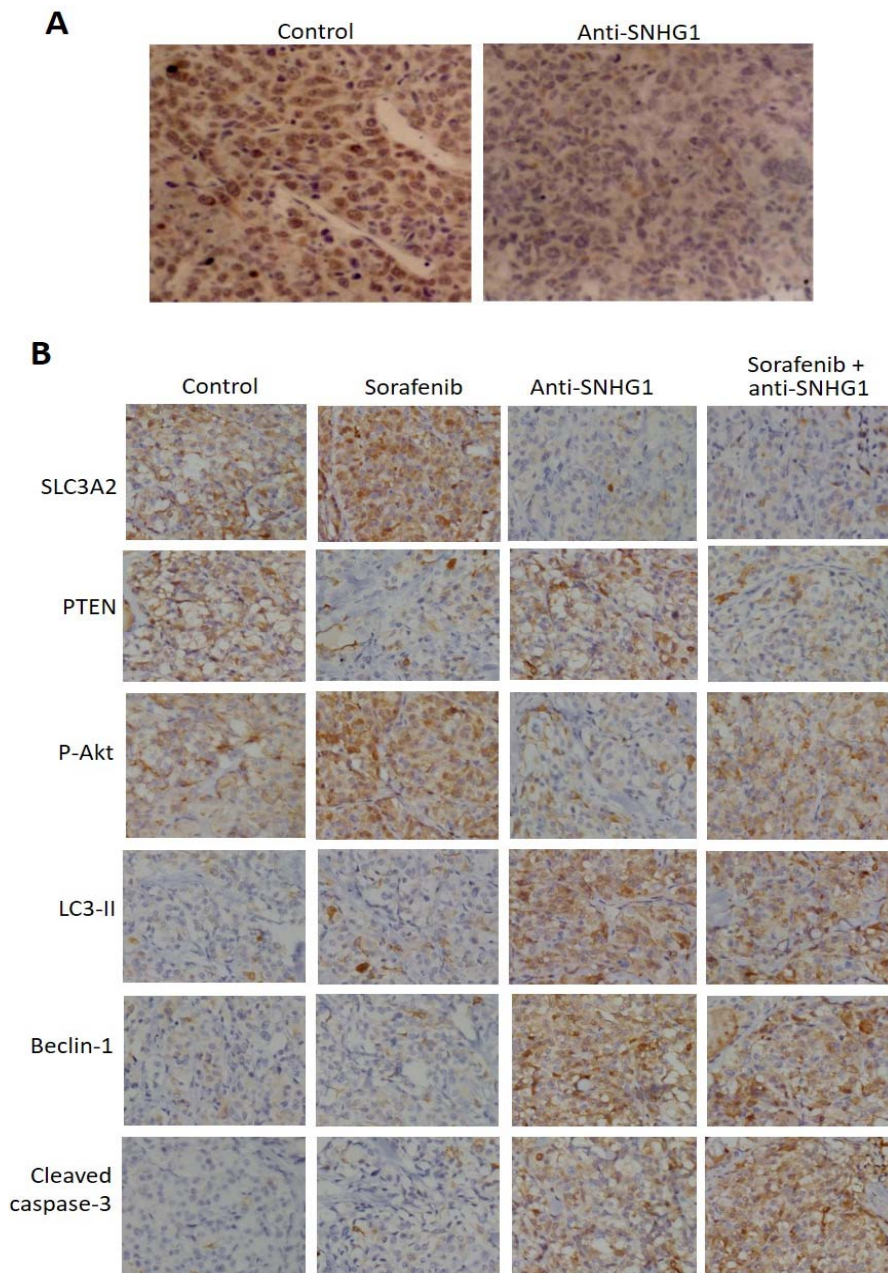 A
Control
Anti-SNHG1
B
Control
Sorafenib
Anti-SNHG1
Sorafenib +
anti-SNHG1
SLC3A2
PTEN
P-Akt
LC3-II
Beclin-1
Cleaved
caspase-3